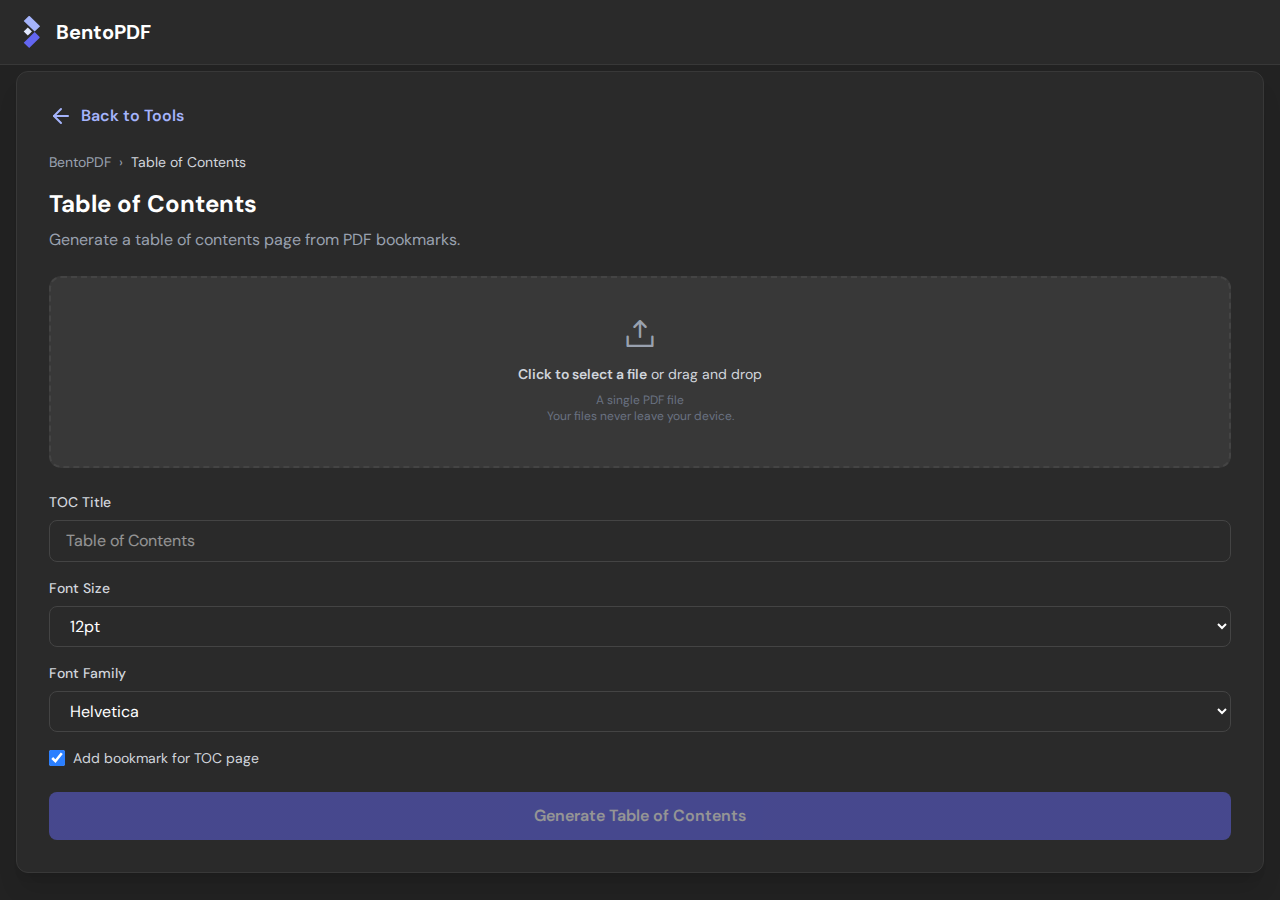 BentoPDF
Back to Tools
BentoPDF › Table of Contents
Table of Contents
Generate a table of contents page from PDF bookmarks.
Click to select a file or drag and drop
A single PDF file
Your files never leave your device.
TOC Title
Table of Contents
Font Size
12pt
Font Family
Helvetica
Add bookmark for TOC page
Generate Table of Contents